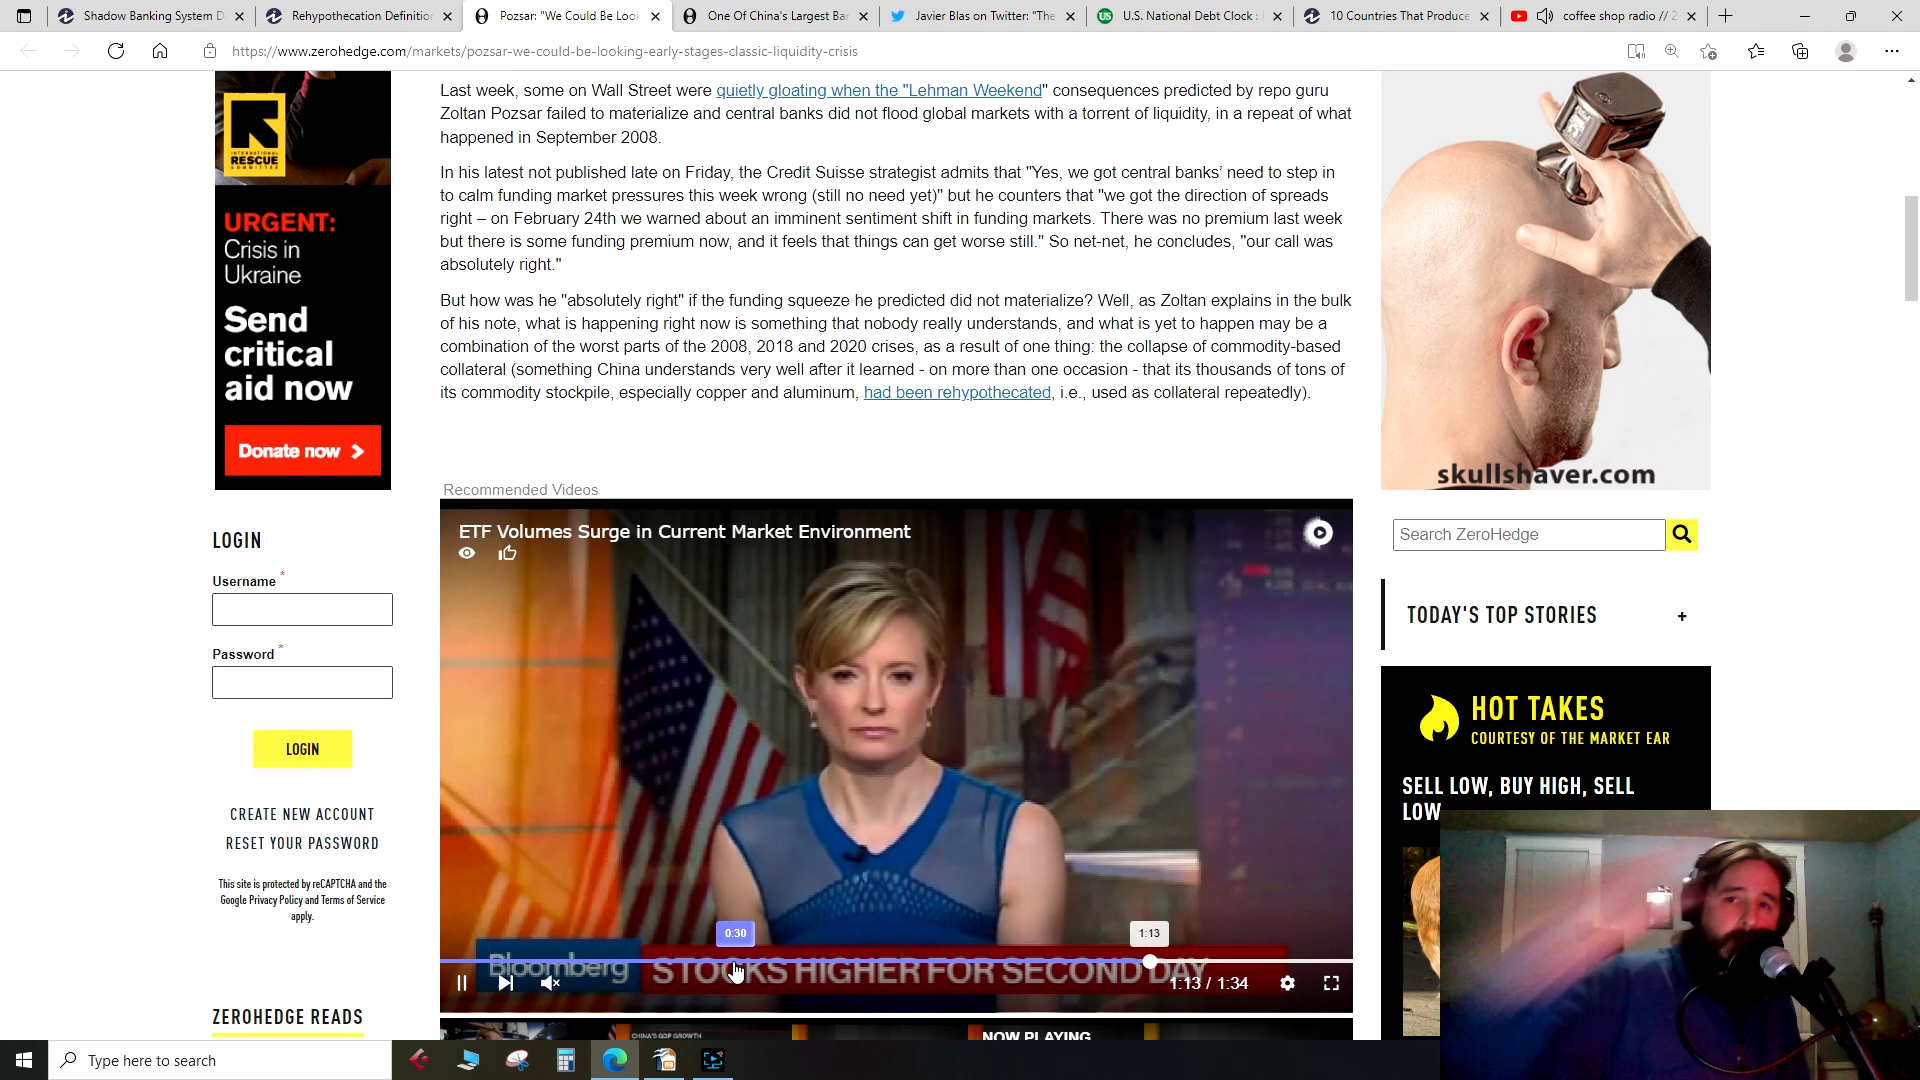 Shadow Banking System D
Rehypothecation Definition
Pozsar: "We Could Be Look
One Of China's Largest Ba
Javier Blas on Twitter: "The
U.S. National Debt Clock :
10 Countries That Produce
coffee shop radio // 2
https://www.zerohedge.com/markets/pozsar-we-could-be-looking-early-stages-classic-liquidity-crisis
INTERNATIONAL
RESCUE
COMMITTEE
URGENT:
Crisis in
Ukraine
Send
critical
aid now
Donate now
LOGIN
Username *
Password *
LOGIN
CREATE NEW ACCOUNT
RESET YOUR PASSWORD
This site is protected by reCAPTCHA and the
Google Privacy Policy and Terms of Service
apply.
ZEROHEDGE READS
Last week, some on Wall Street were quietly gloating when the "Lehman Weekend" consequences predicted by repo guru
Zoltan Pozsar failed to materialize and central banks did not flood global markets with a torrent of liquidity, in a repeat of what
happened in September 2008.
In his latest not published late on Friday, the Credit Suisse strategist admits that "Yes, we got central banks’ need to step in
to calm funding market pressures this week wrong (still no need yet)" but he counters that "we got the direction of spreads
right – on February 24th we warned about an imminent sentiment shift in funding markets. There was no premium last week
but there is some funding premium now, and it feels that things can get worse still." So net-net, he concludes, "our call was
absolutely right."
But how was he "absolutely right" if the funding squeeze he predicted did not materialize? Well, as Zoltan explains in the bulk
of his note, what is happening right now is something that nobody really understands, and what is yet to happen may be a
combination of the worst parts of the 2008, 2018 and 2020 crises, as a result of one thing: the collapse of commodity-based
collateral (something China understands very well after it learned - on more than one occasion - that its thousands of tons of
its commodity stockpile, especially copper and aluminum, had been rehypothecated, i.e., used as collateral repeatedly).
Recommended Videos
ETF Volumes Surge in Current Market Environment
0:30
1:13
Bloomberg STOCKS HIGHER FOR SECOND DAY
1:13 / 1:34
CHINA'S GDP GROWTH
NOW PLAYING
skullshaver.com
Search ZeroHedge
TODAY'S TOP STORIES +
HOT TAKES
COURTESY OF THE MARKET EAR
SELL LOW, BUY HIGH, SELL
LOW
Type here to search